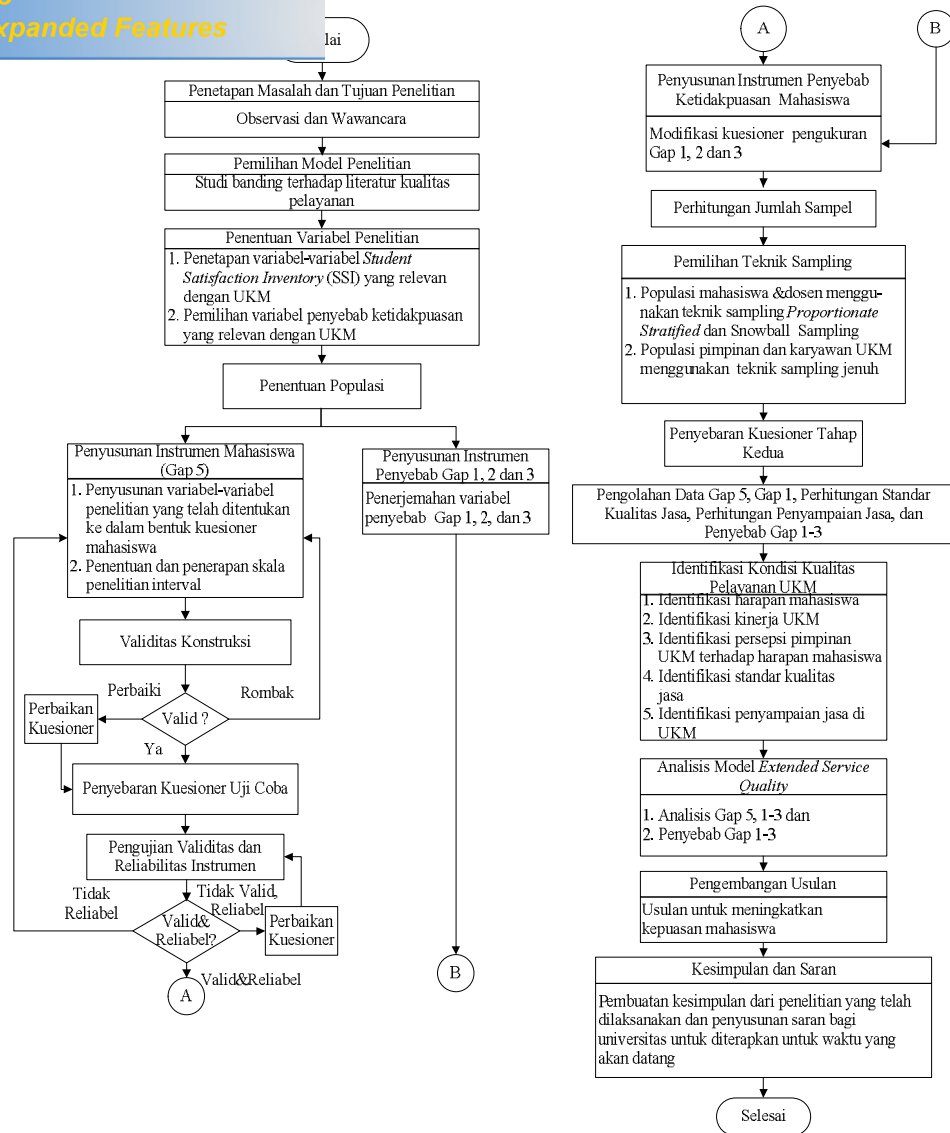 Expanded Features
Penetapan Masalah dan Tujuan Penelitian
Observasi dan Wawancara
Pemilihan Model Penelitian
Studi banding terhadap literatur kualitas
pelayanan
Penentuan Variabel Penelitian
1. Penetapan variabel-variabel Student
Satisfaction Inventory (SSI) yang relevan
dengan UKM
2. Pemilihan variabel penyebab ketidakpuasan
yang relevan dengan UKM
Penentuan Populasi
Penyusunan Instrumen Mahasiswa
(Gap 5)
1. Penyusunan variabel-variabel
penelitian yang telah ditentukan
ke dalam bentuk kuesioner
mahasiswa
2. Penentuan dan penerapan skala
penelitian interval
Penyusunan Instrumen
Penyebab Gap 1, 2 dan 3
Penerjemahan variabel
penyebab Gap 1, 2, dan 3
Validitas Konstruksi
Perbaiki
Rombak
Perbaikan
Kuesioner
Valid ?
Ya
Penyebaran Kuesioner Uji Coba
Pengujian Validitas dan
Reliabilitas Instrumen
Tidak
Reliabel
Tidak Valid,
Reliabel
Valid&
Reliabel?
Perbaikan
Kuesioner
Valid&Reliabel
A
B
A
B
Penyusunan Instrumen Penyebab
Ketidakpuasan Mahasiswa
Modifikasi kuesioner pengukuran
Gap 1, 2 dan 3
Perhitungan Jumlah Sampel
Pemilihan Teknik Sampling
1. Populasi mahasiswa &dosen menggu-
nakan teknik sampling Proportionate
Stratified dan Snowball Sampling
2. Populasi pimpinan dan karyawan UKM
menggunakan teknik sampling jenuh
Penyebaran Kuesioner Tahap
Kedua
Pengolahan Data Gap 5, Gap 1, Perhitungan Standar
Kualitas Jasa, Perhitungan Penyampaian Jasa, dan
Penyebab Gap 1-3
Identifikasi Kondisi Kualitas
Pelayanan UKM
1. Identifikasi harapan mahasiswa
2. Identifikasi kinerja UKM
3. Identifikasi persepsi pimpinan
UKM terhadap harapan mahasiswa
4. Identifikasi standar kualitas
jasa
5. Identifikasi penyampaian jasa di
UKM
Analisis Model Extended Service
Quality
1. Analisis Gap 5, 1-3 dan
2. Penyebab Gap 1-3
Pengembangan Usulan
Usulan untuk meningkatkan
kepuasan mahasiswa
Kesimpulan dan Saran
Pembuatan kesimpulan dari penelitian yang telah
dilaksanakan dan penyusunan saran bagi
universitas untuk diterapkan untuk waktu yang
akan datang
Selesai